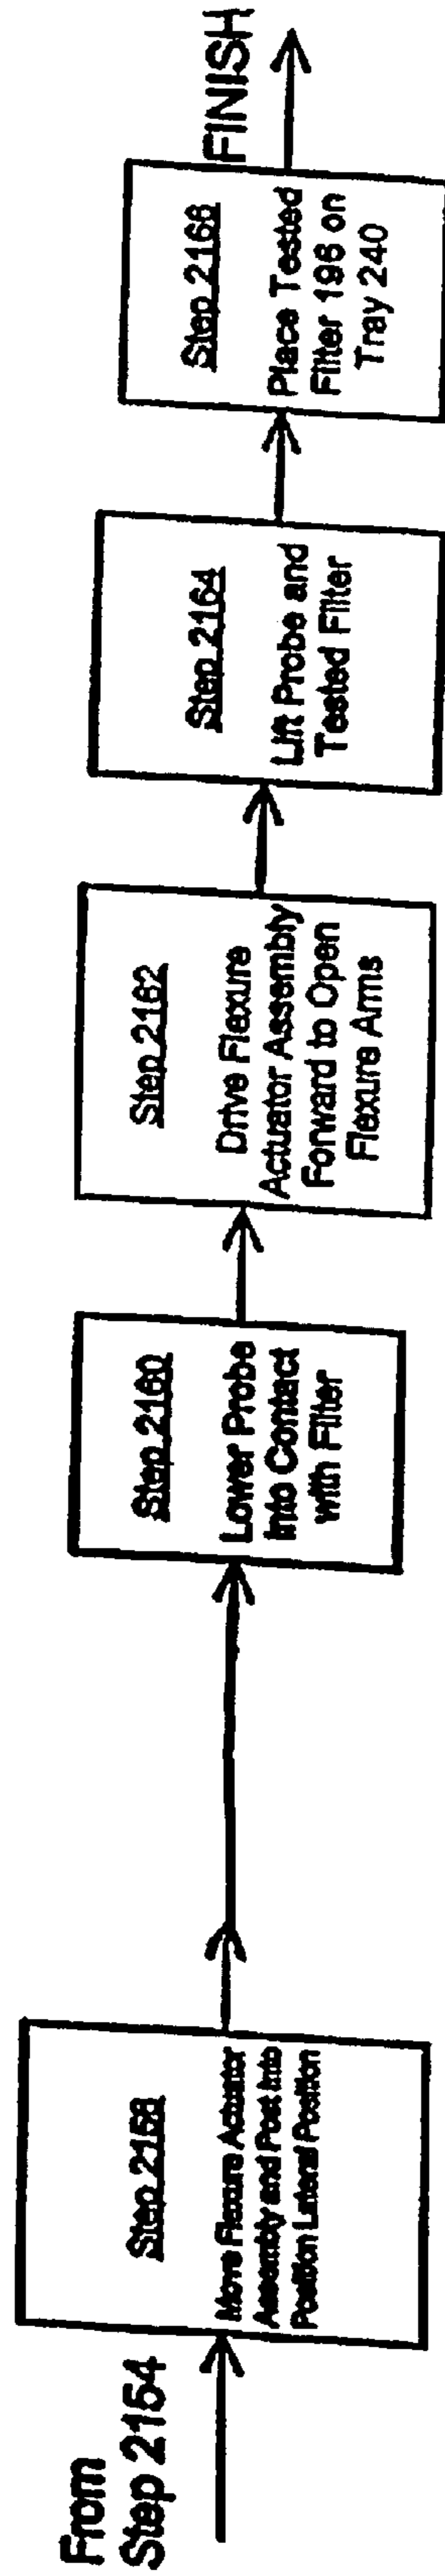 From
Step 2154
Step 2158
Move Flexure Actuator
Assembly and Post into
Position Lateral Position
Step 2160
Lower Probe
into Contact
with Filter
Step 2162
Drive Flexure
Actuator Assembly
Forward to Open
Flexure Arms
Step 2164
Lift Probe and
Tested Filter
Step 2168
Place Tested
Filter 196 on
Tray 240
FINISH